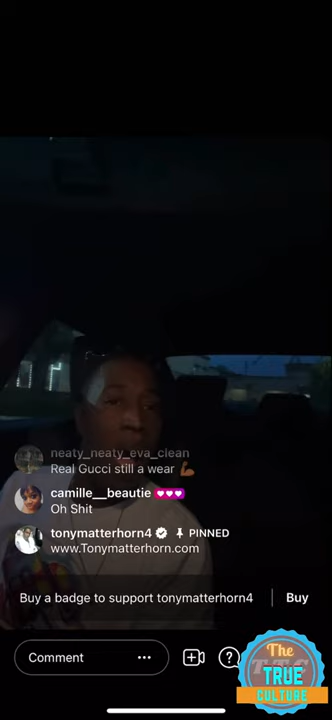 neaty_neaty_eva_clean
Real Gucci still a wear 💪🏾
camille__beautie
Oh Shit
tonymatterhorn4 PINNED
www.Tonymatterhorn.com
Buy a badge to support tonymatterhorn4 Buy
Comment
The
TTC
TRUE
CULTURE